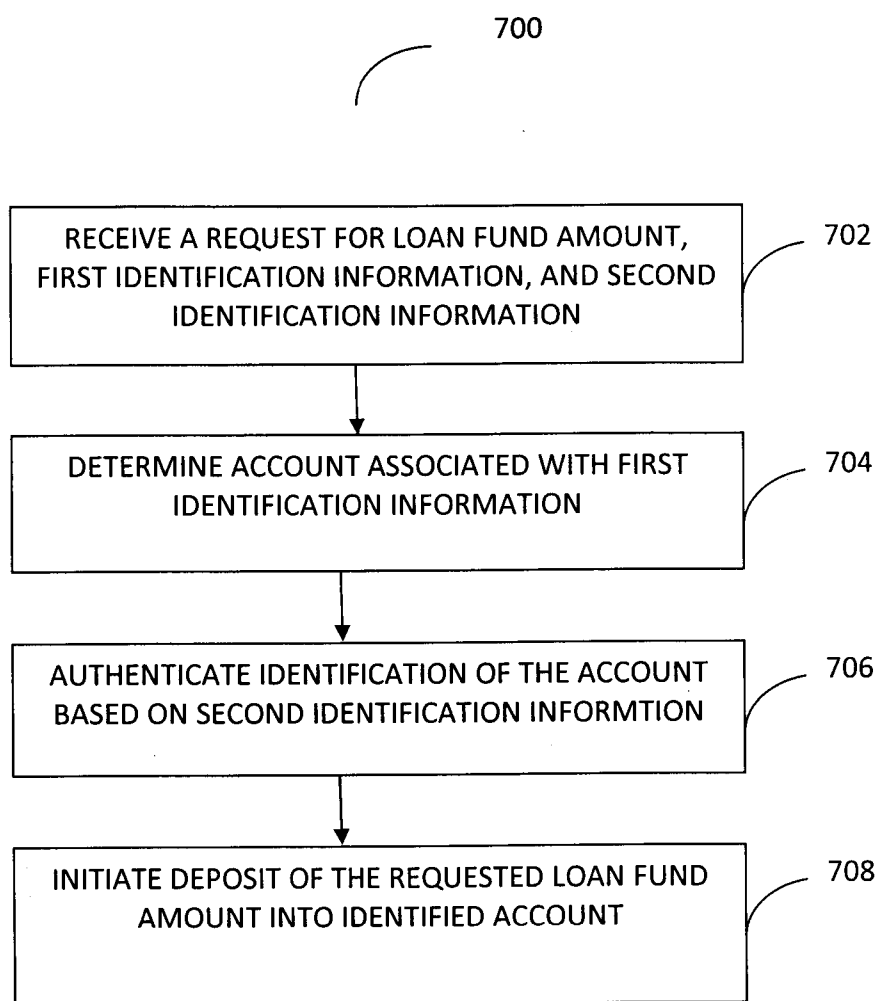 700
RECEIVE A REQUEST FOR LOAN FUND AMOUNT,
FIRST IDENTIFICATION INFORMATION, AND SECOND
IDENTIFICATION INFORMATION
702
DETERMINE ACCOUNT ASSOCIATED WITH FIRST
IDENTIFICATION INFORMATION
704
AUTHENTICATE IDENTIFICATION OF THE ACCOUNT
BASED ON SECOND IDENTIFICATION INFORMTION
706
INITIATE DEPOSIT OF THE REQUESTED LOAN FUND
AMOUNT INTO IDENTIFIED ACCOUNT
708